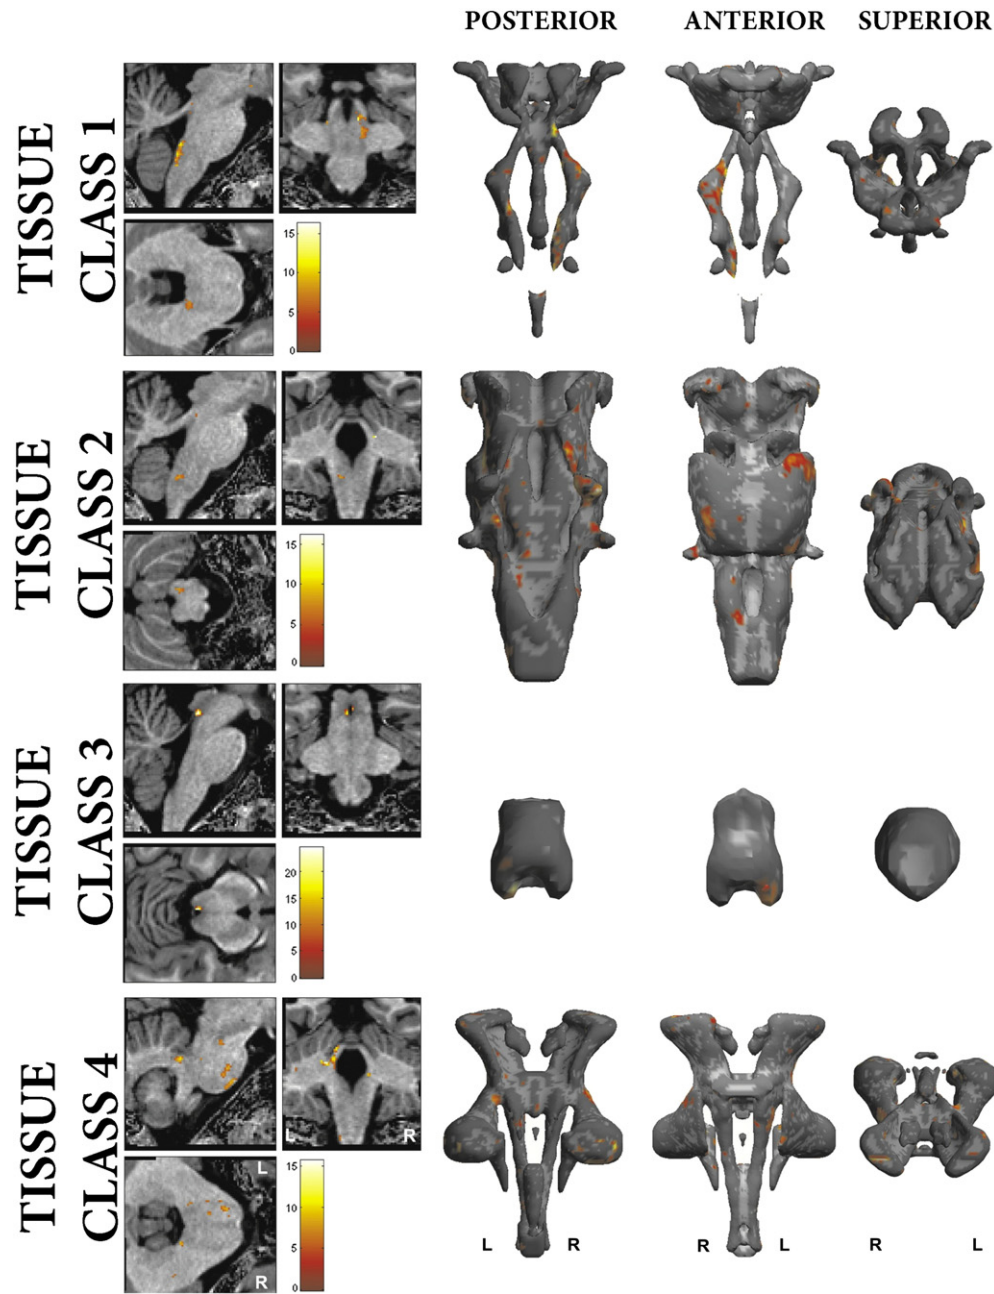 POSTERIOR ANTERIOR SUPERIOR
TISSUE
CLASS 1
15
10
5
0
TISSUE
CLASS 2
15
10
5
0
TISSUE
CLASS 3
20
15
10
5
0
TISSUE
CLASS 4
L R
L
R
15
10
5
0
L R R L R L